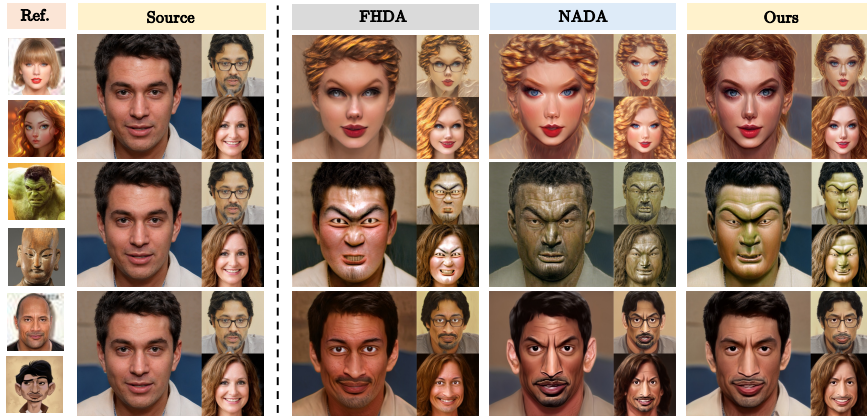 Ref.
Source
FHDA
NADA
Ours